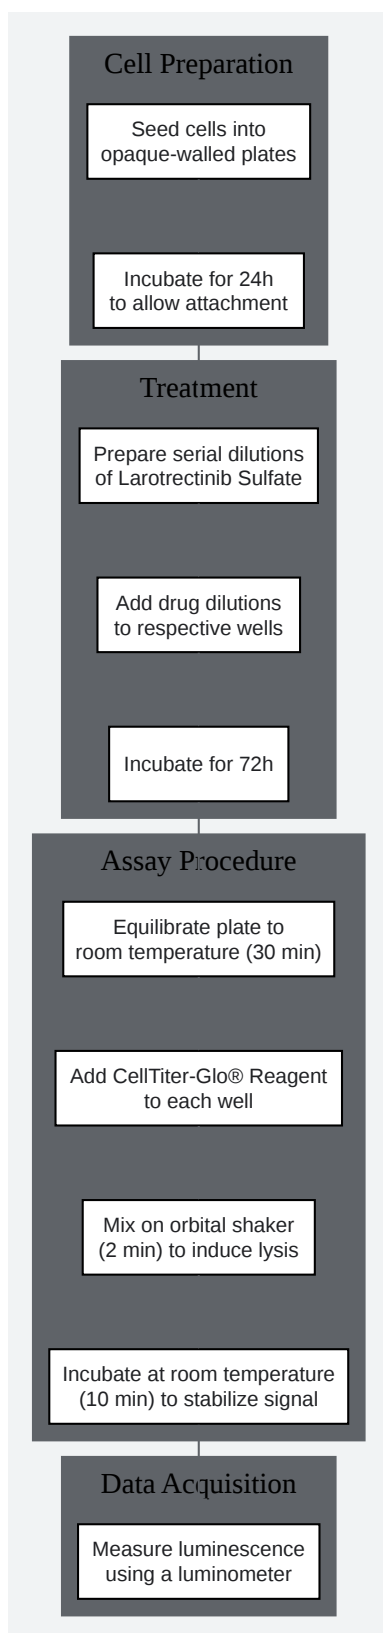 Cell Preparation
Seed cells into
opaque-walled plates
Incubate for 24h
to allow attachment
Treatment
Prepare serial dilutions
of Larotrectinib Sulfate
Add drug dilutions
to respective wells
Incubate for 72h
Assay Procedure
Equilibrate plate to
room temperature (30 min)
Add CellTiter-Glo® Reagent
to each well
Mix on orbital shaker
(2 min) to induce lysis
Incubate at room temperature
(10 min) to stabilize signal
Data Acquisition
Measure luminescence
using a luminometer